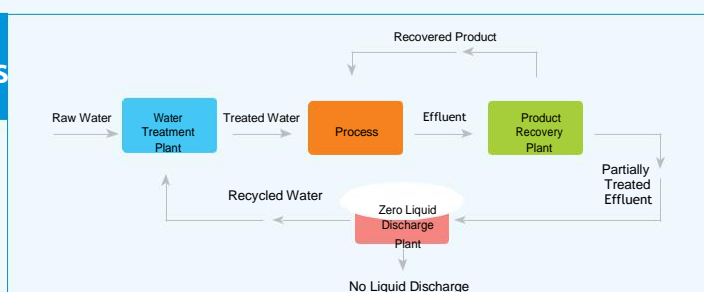 Recovered Product
s
Raw Water
Water
Treatment
Plant
Treated Water
Process
Effluent
Product
Recovery
Plant
Partially
Treated
Effluent
Recycled Water
Zero Liquid
Discharge
Plant
No Liquid Discharge